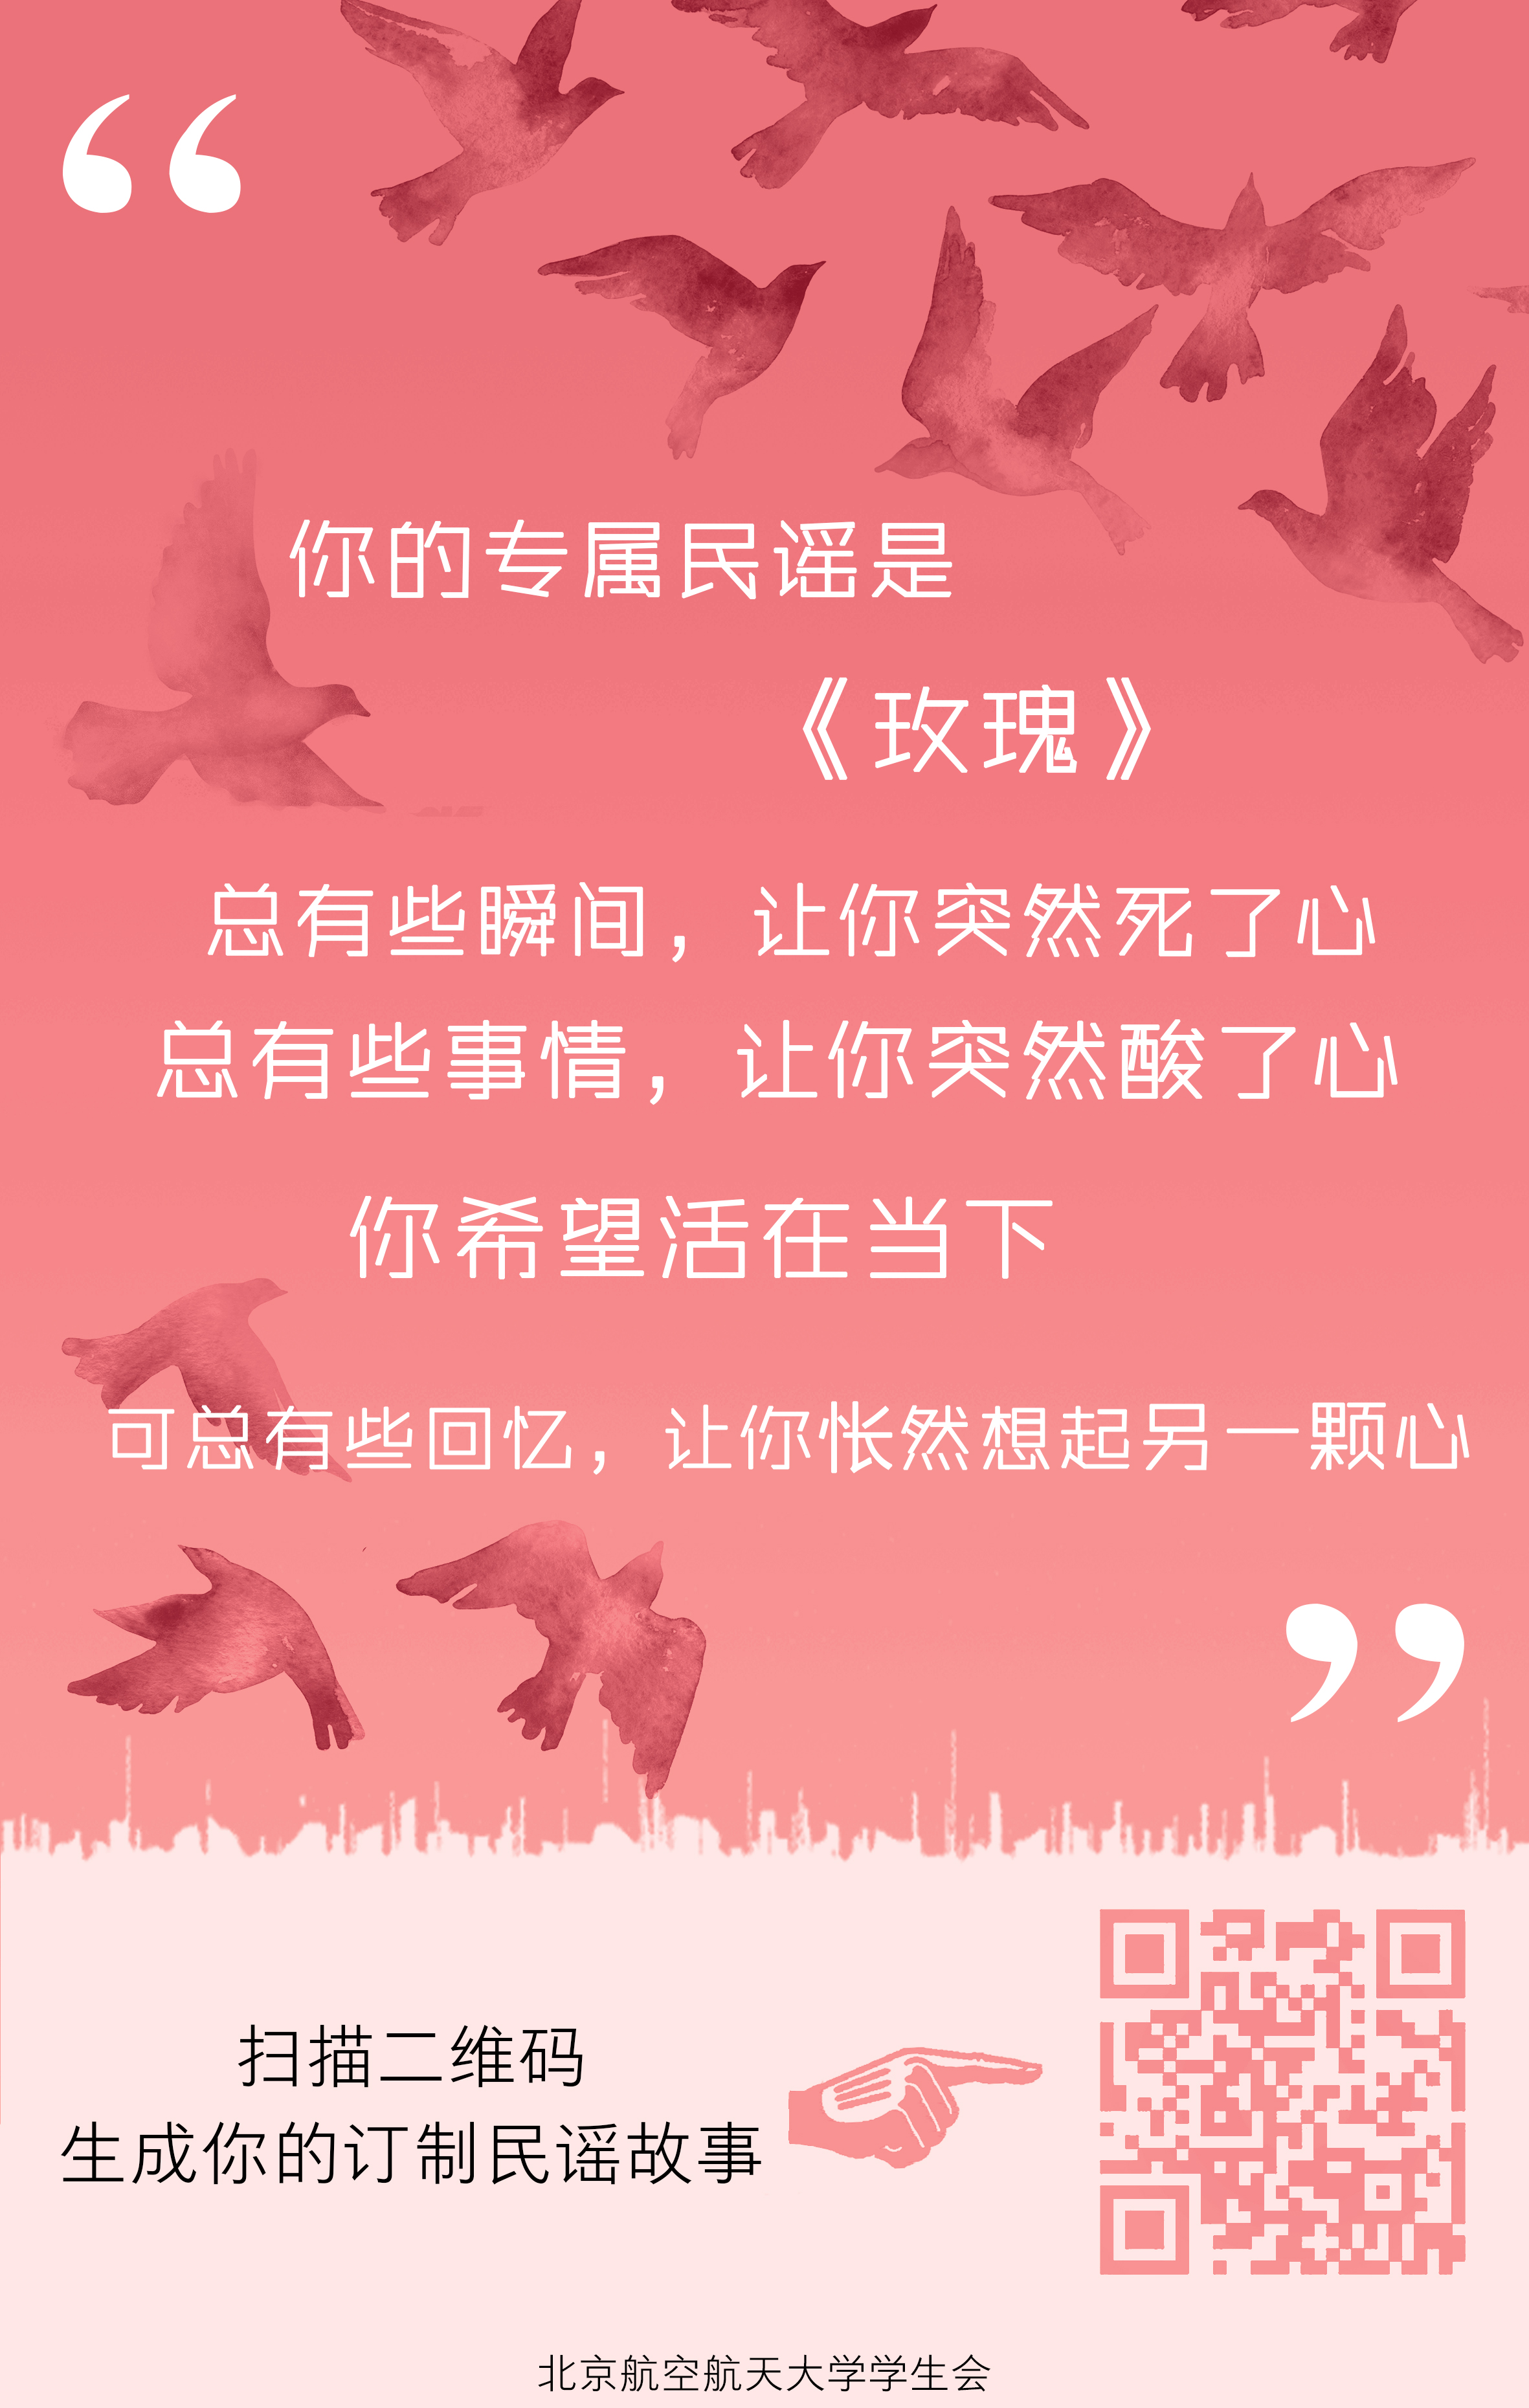 “
你的专属民谣是
《玫瑰》
总有些瞬间，让你突然死了心
总有些事情，让你突然酸了心
你希望活在当下
可总有些回忆，让你怅然想起另一颗心
”
扫描二维码
生成你的订制民谣故事
北京航空航天大学学生会